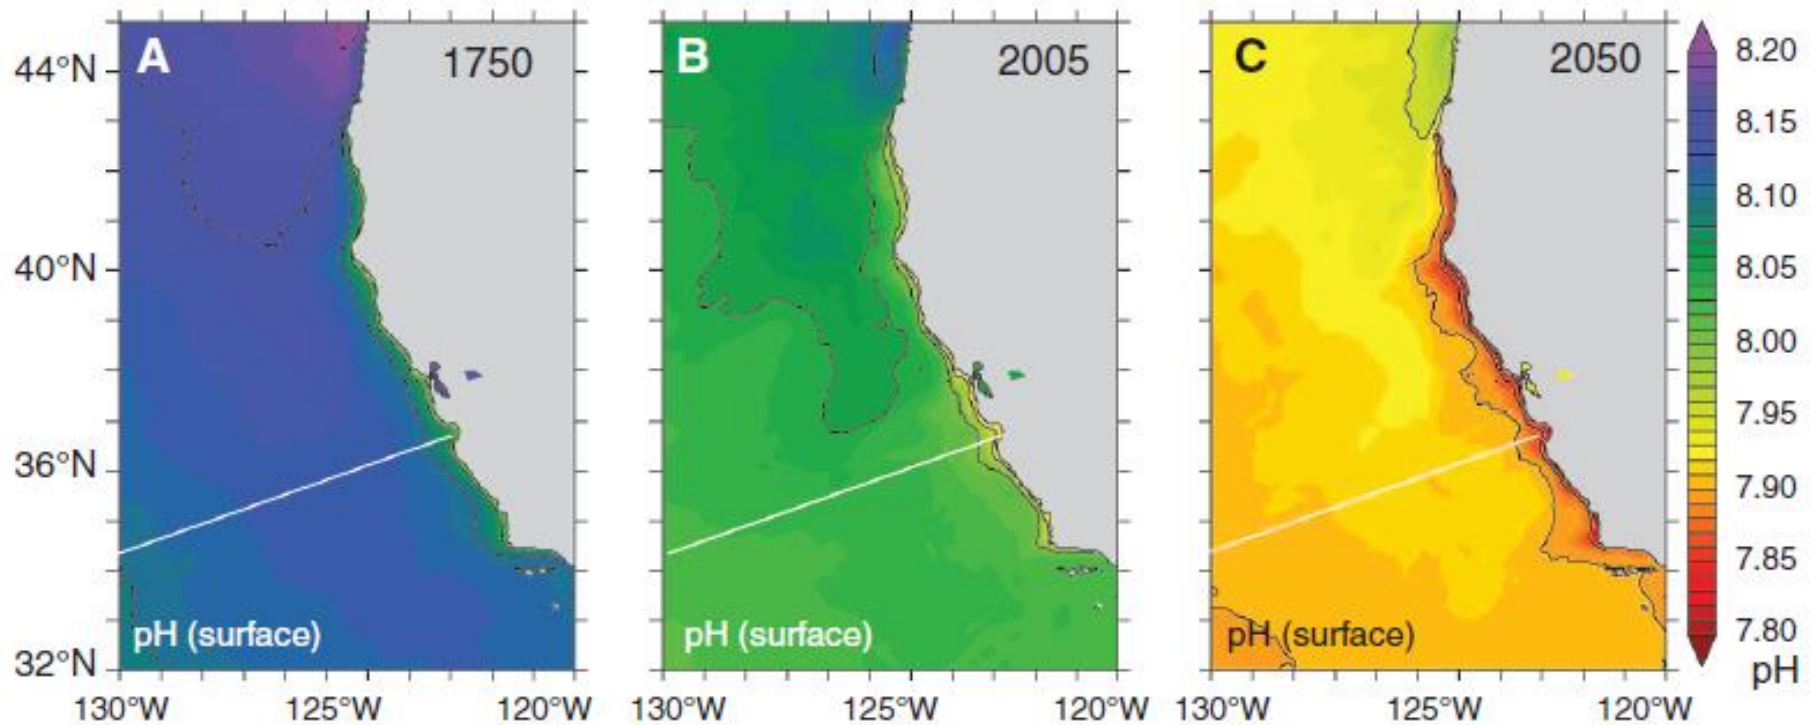 A 1750
B 2005
C 2050
44°N
40°N
36°N
32°N
pH (surface)
pH (surface)
pH (surface)
130°W 125°W 120°W
130°W 125°W 120°W
130°W 125°W 120°W
8.20
8.15
8.10
8.05
8.00
7.95
7.90
7.85
7.80
pH